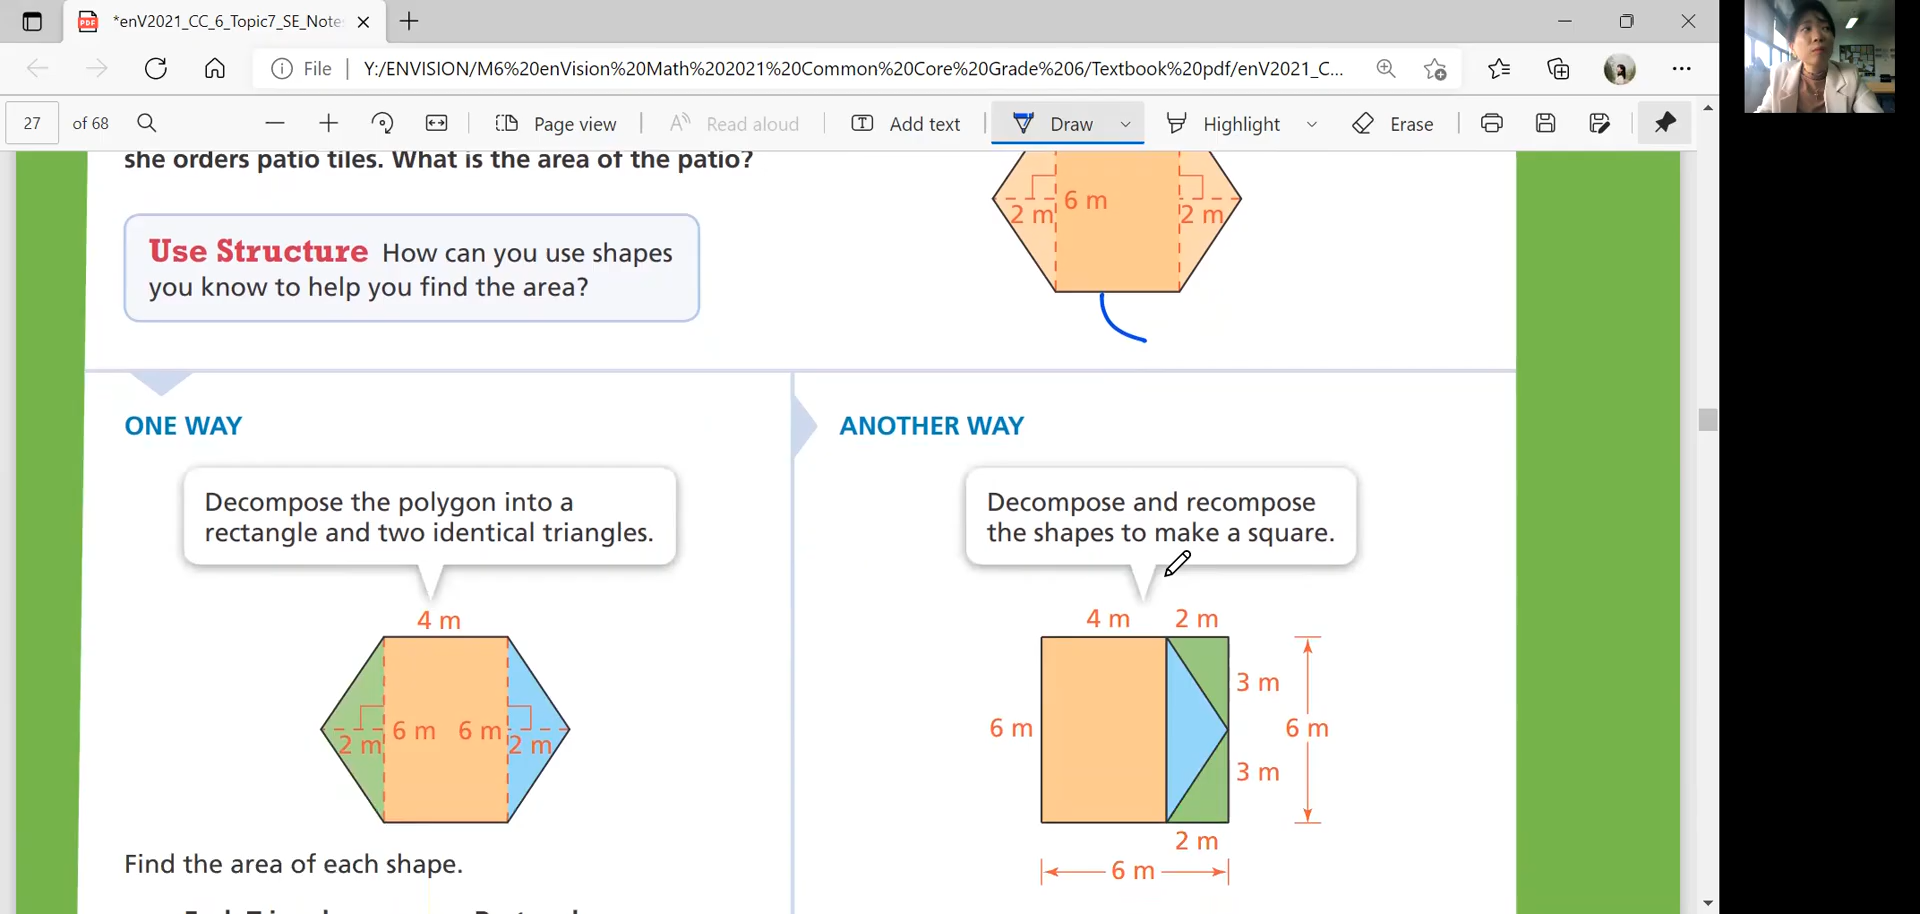 *enV2021_CC_6_Topic7_SE_Note
File
Y:/ENVISION/M6%20enVision%20Math%202021%20Common%20Core%20Grade%206/Textbook%20pdf/enV2021_C...
27
of 68
Page view
Read aloud
Add text
Draw
Highlight
Erase
she orders patio tiles. What is the area of the patio?
6 m
2 m
2 m
Use Structure How can you use shapes
you know to help you find the area?
ONE WAY
Decompose the polygon into a
rectangle and two identical triangles.
4 m
6 m
6 m
2 m
2 m
Find the area of each shape.
ANOTHER WAY
Decompose and recompose
the shapes to make a square.
4 m
2 m
3 m
6 m
6 m
3 m
2 m
6 m